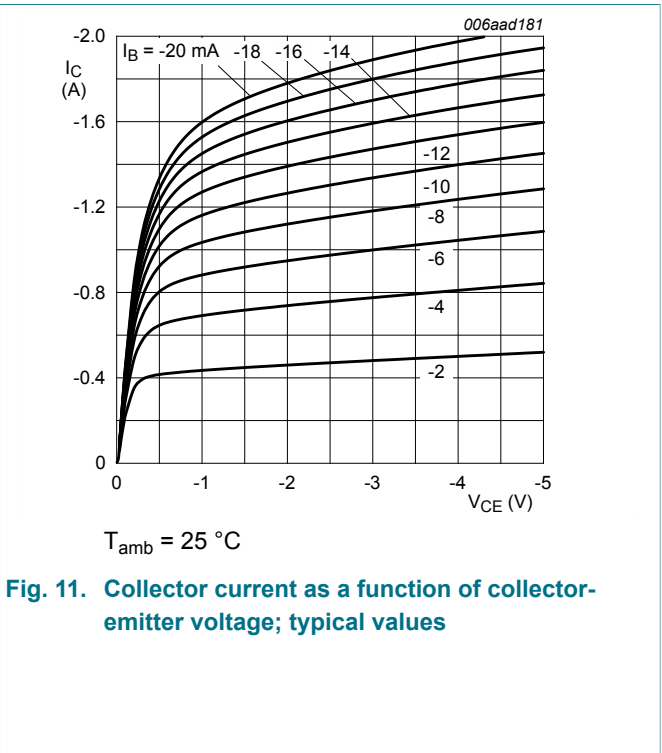 006aad181
-2.0
IC
(A)
IB = -20 mA -18 -16 -14
-1.6
-12
-10
-1.2
-8
-6
-0.8
-4
-0.4
-2
0
0 -1 -2 -3 -4 -5
VCE (V)
Tamb = 25 °C
Fig. 11. Collector current as a function of collector-
emitter voltage; typical values